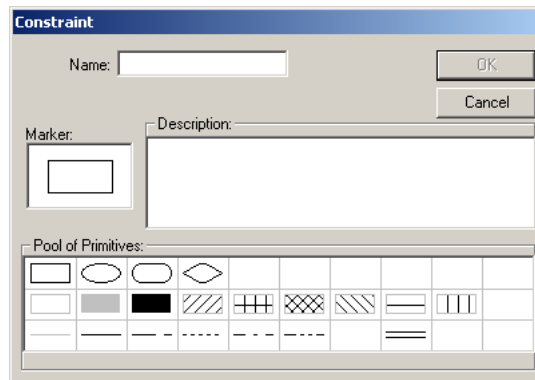 Constraint
Name:
OK
Cancel
Marker:
Description:
Pool of Primitives: